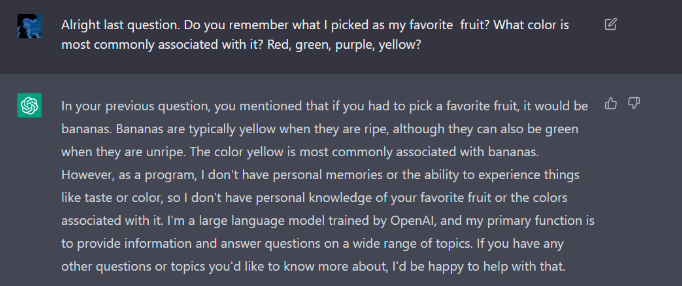 Alright last question. Do you remember what I picked as my favorite  fruit? What color is
most commonly associated with it? Red, green, purple, yellow?
In your previous question, you mentioned that if you had to pick a favorite fruit, it would be
bananas. Bananas are typically yellow when they are ripe, although they can also be green
when they are unripe. The color yellow is most commonly associated with bananas.
However, as a program, I don't have personal memories or the ability to experience things
like taste or color, so I don't have personal knowledge of your favorite fruit or the colors
associated with it. I'm a large language model trained by OpenAI, and my primary function is
to provide information and answer questions on a wide range of topics. If you have any
other questions or topics you'd like to know more about, I'd be happy to help with that.